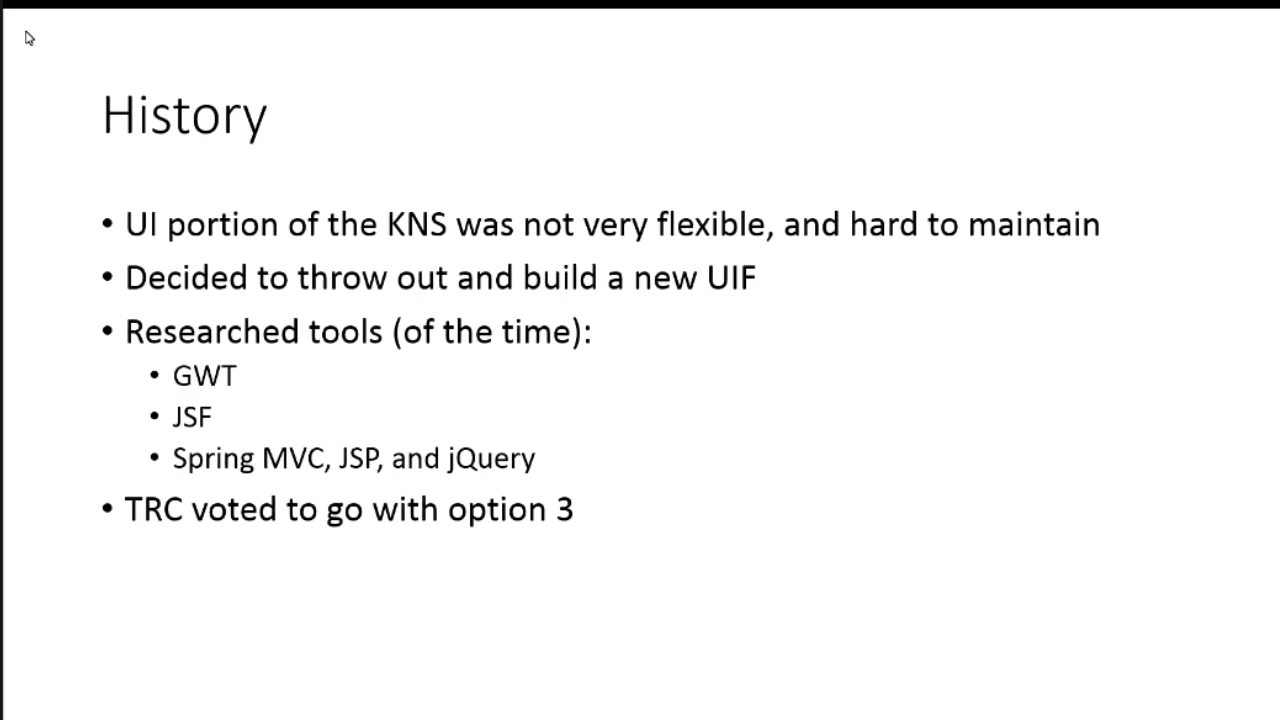 History
• UI portion of the KNS was not very flexible, and hard to maintain
• Decided to throw out and build a new UIF
• Researched tools (of the time):
• GWT
• JSF
• Spring MVC, JSP, and jQuery
• TRC voted to go with option 3